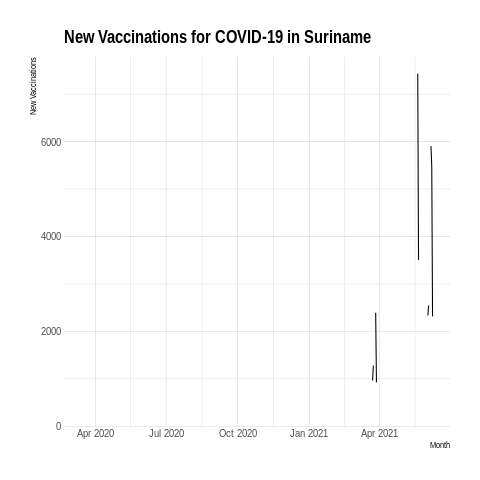 New Vaccinations for COVID-19 in Suriname
New Vaccinations
6000
4000
2000
0
Apr 2020
Jul 2020
Oct 2020
Jan 2021
Apr 2021
Month